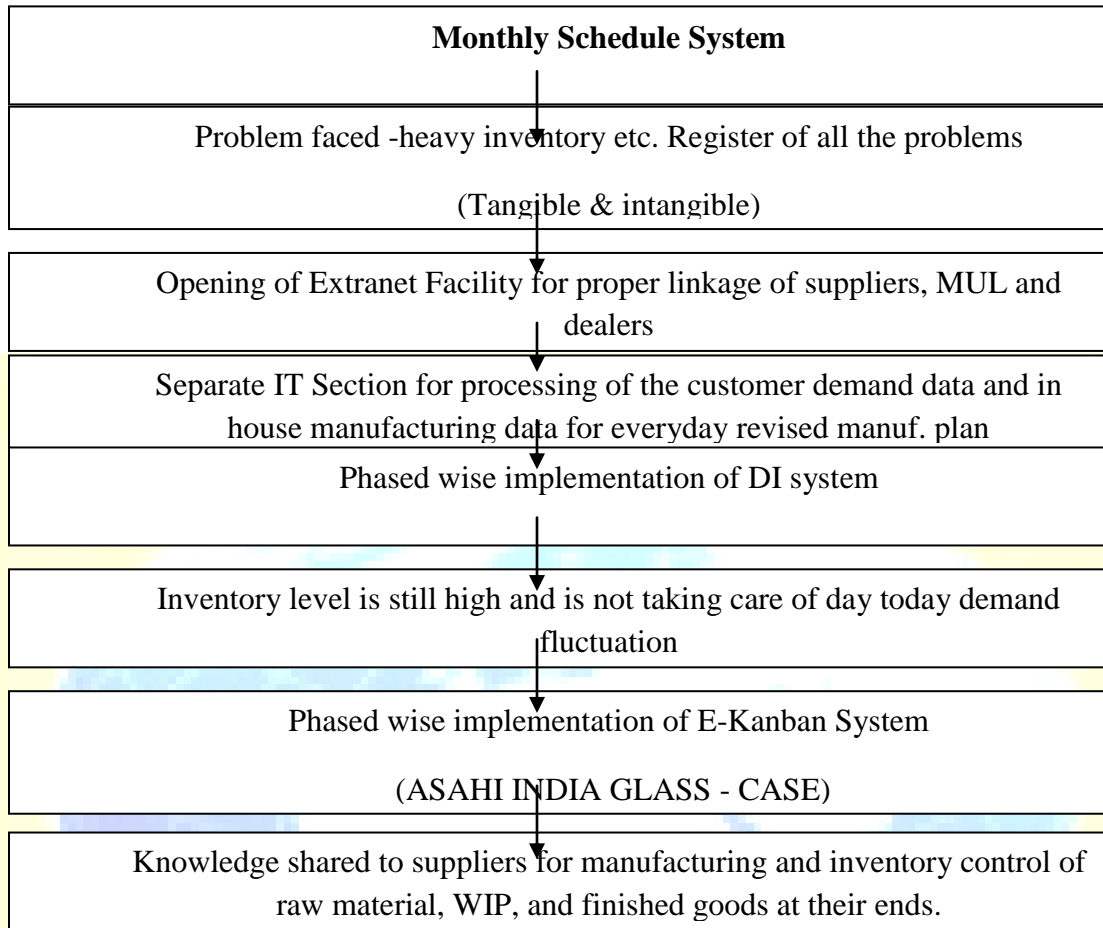 Monthly Schedule System
Problem faced -heavy inventory etc. Register of all the problems
(Tangible & intangible)
Opening of Extranet Facility for proper linkage of suppliers, MUL and
dealers
Separate IT Section for processing of the customer demand data and in
house manufacturing data for everyday revised manuf. plan
Phased wise implementation of DI system
Inventory level is still high and is not taking care of day today demand
fluctuation
Phased wise implementation of E-Kanban System
(ASAHI INDIA GLASS - CASE)
Knowledge shared to suppliers for manufacturing and inventory control of
raw material, WIP, and finished goods at their ends.